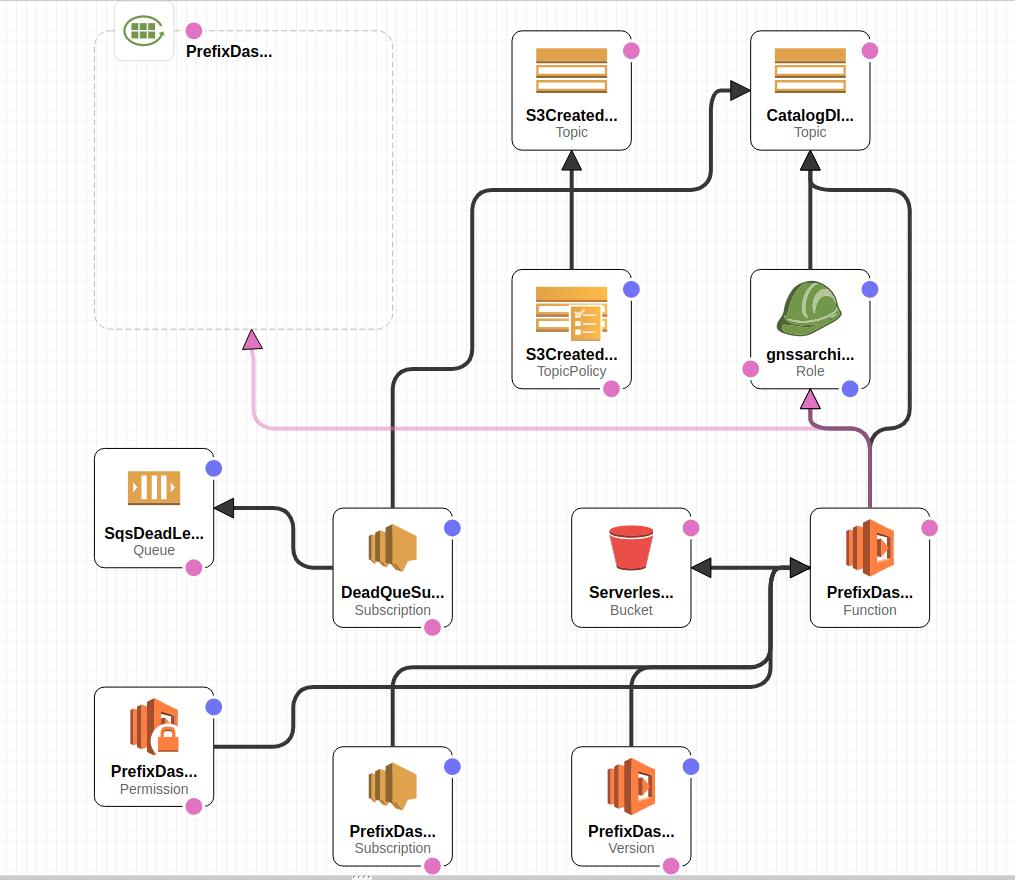 PrefixDas...
S3Created...
Topic
CatalogDl...
Topic
S3Created...
TopicPolicy
gnssarchi...
Role
SqsDeadLe...
Queue
DeadQueSu...
Subscription
Serverles...
Bucket
PrefixDas...
Function
PrefixDas...
Permission
PrefixDas...
Subscription
PrefixDas...
Version